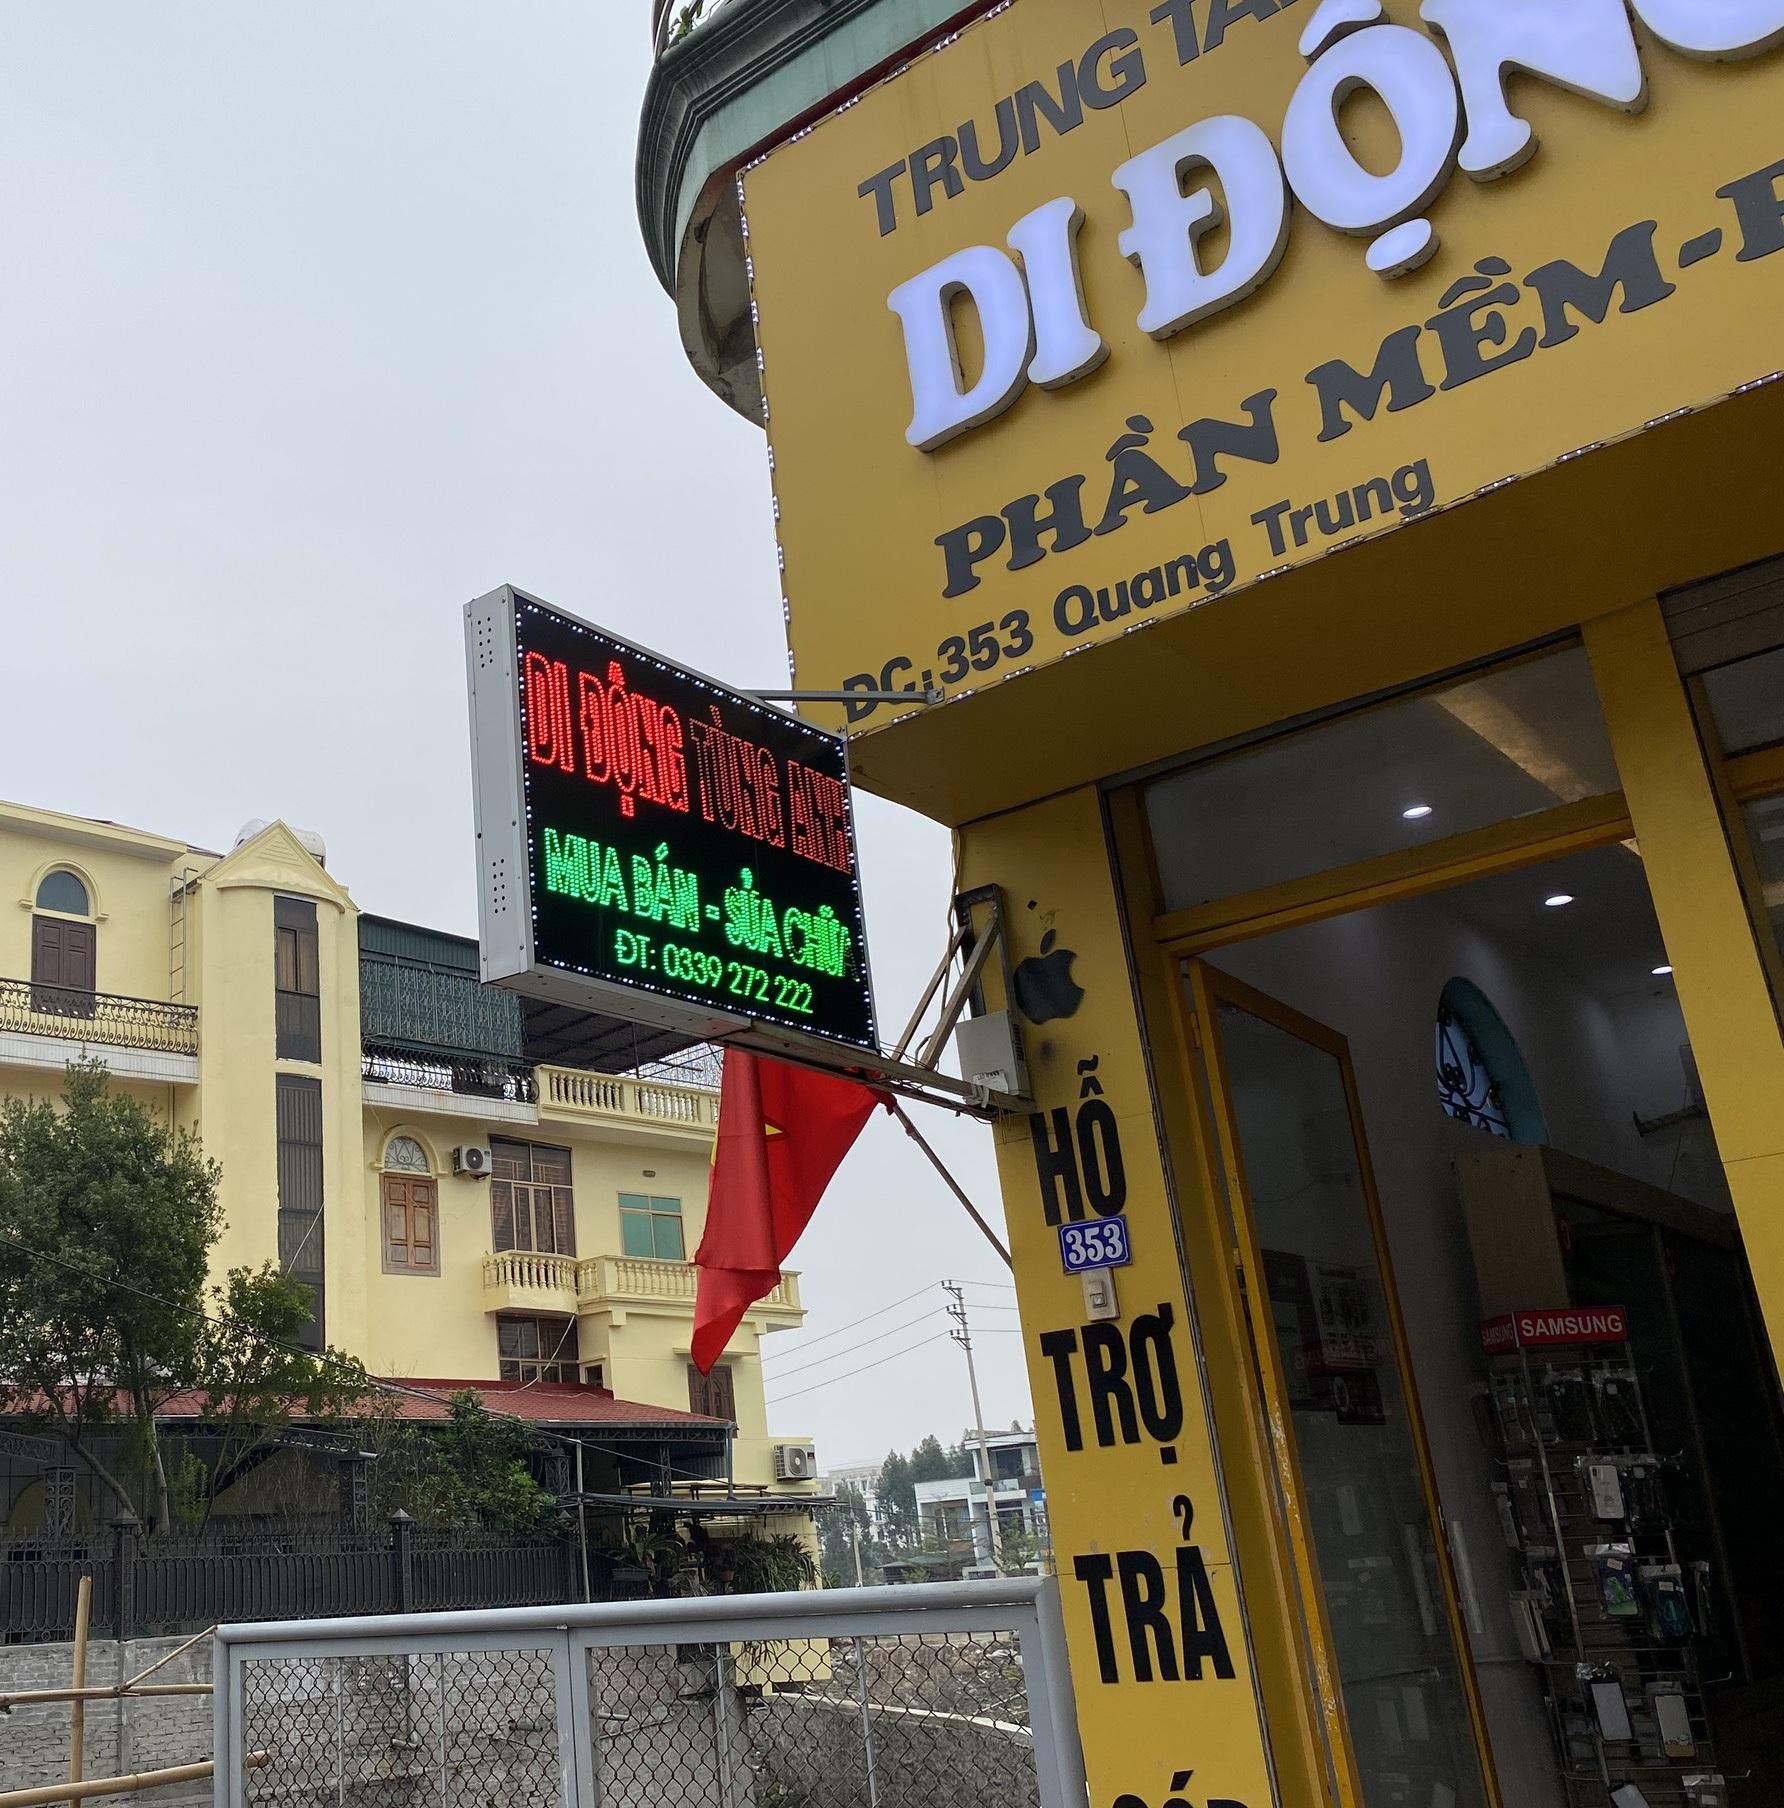 TRUNG
DI ĐỘNG
PHẦN MỀM-
ĐC:353 Quang Trung
DI ĐỘNG TÙNG ANH
MUA BÁN - SỬA CHỮA
ĐT: 0339 272 222
HỖ
353
TRỢ
TRẢ
SAMSUNG
SAMSUNG